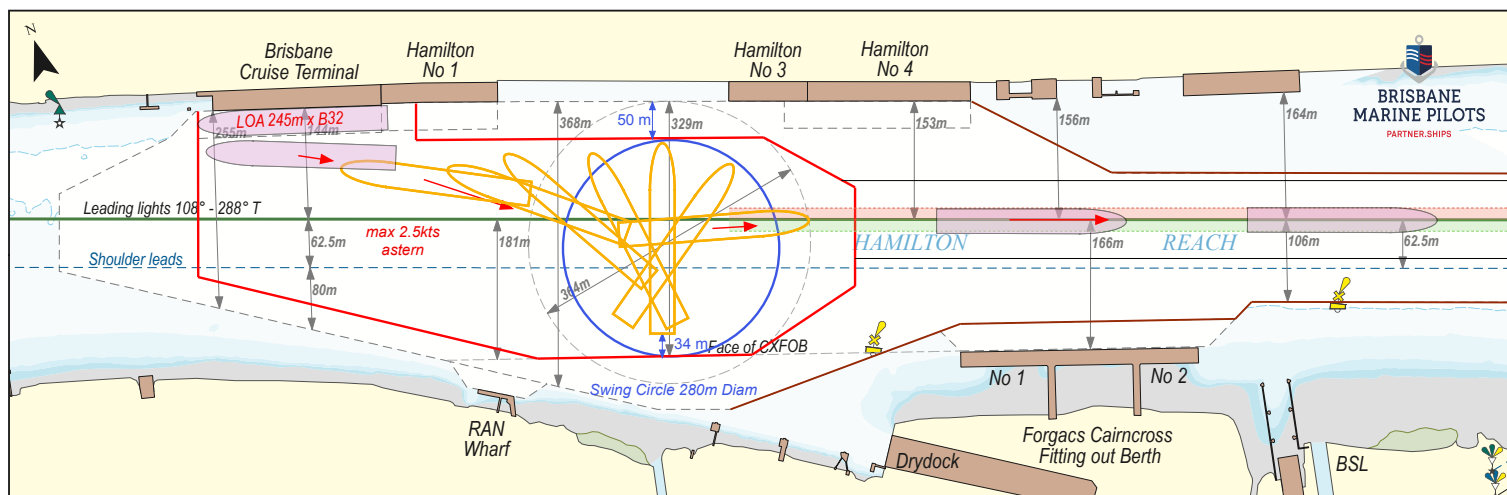 N
Brisbane
Cruise Terminal
Hamilton
No 1
Hamilton
No 3
Hamilton
No 4
BRISBANE
MARINE PILOTS
PARTNER.SHIPS
LOA 245m x B32
255m
144m
368m
50 m
329m
153m
156m
164m
Leading lights 108° - 288° T
max 2.5kts
astern
62.5m
181m
HAMILTON
166m
REACH
106m
62.5m
Shoulder leads
80m
364m
34 m
Face of CXFOB
Swing Circle 280m Diam
No 1
No 2
RAN
Wharf
Drydock
Forgacs Cairncross
Fitting out Berth
BSL